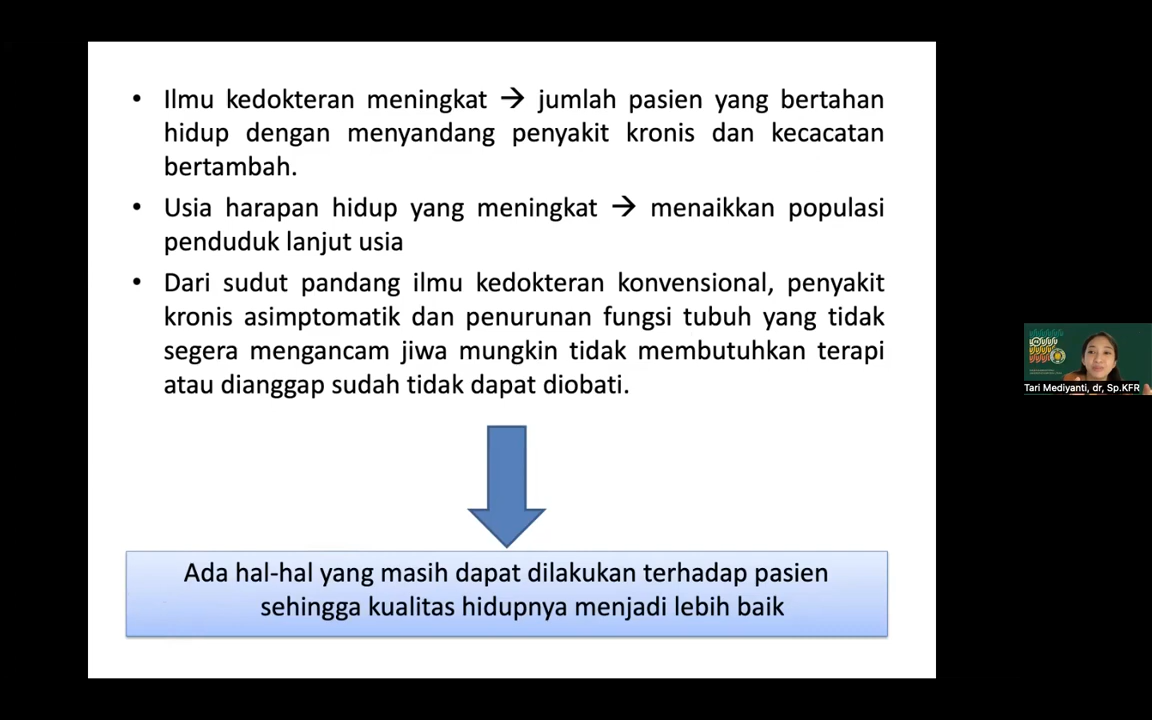 • Ilmu kedokteran meningkat → jumlah pasien yang bertahan
hidup dengan menyandang penyakit kronis dan kecacatan
bertambah.
• Usia harapan hidup yang meningkat → menaikkan populasi
penduduk lanjut usia
• Dari sudut pandang ilmu kedokteran konvensional, penyakit
kronis asimptomatik dan penurunan fungsi tubuh yang tidak
segera mengancam jiwa mungkin tidak membutuhkan terapi
atau dianggap sudah tidak dapat diobati.
Ada hal-hal yang masih dapat dilakukan terhadap pasien
sehingga kualitas hidupnya menjadi lebih baik
Tari Mediyanti, dr, Sp.KFR